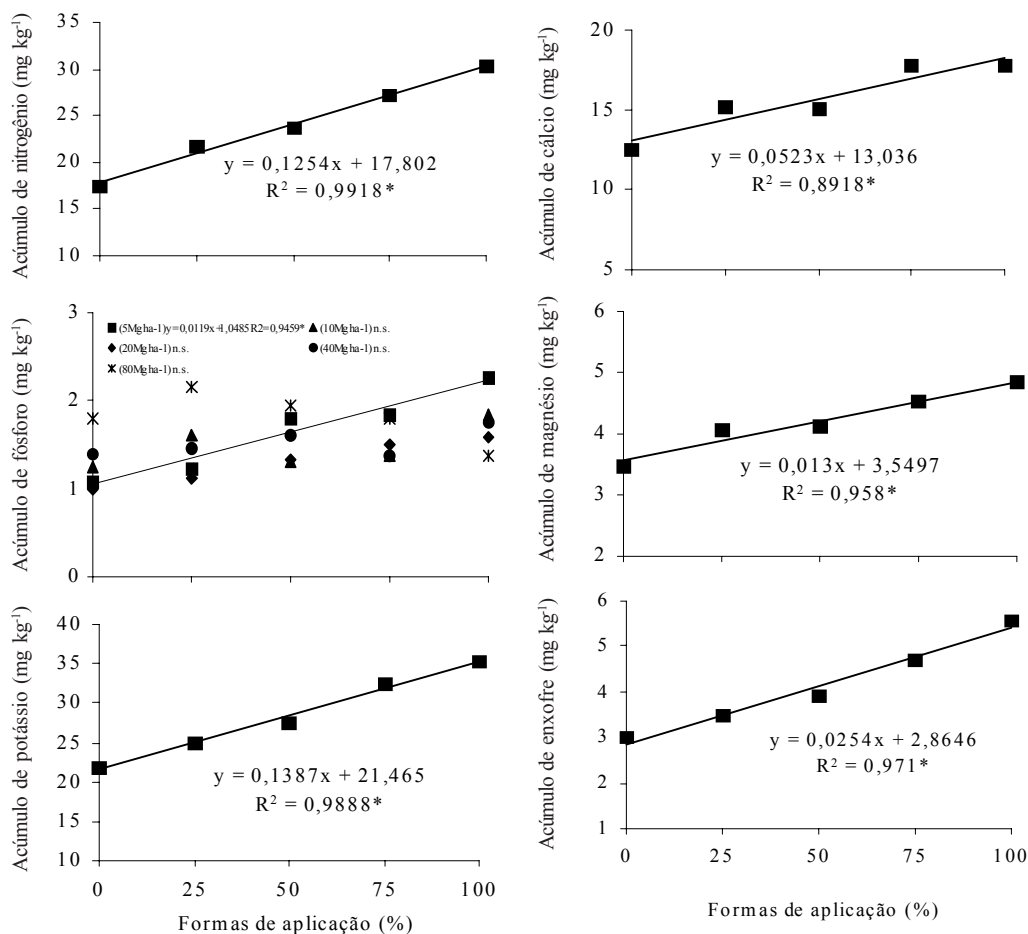 Acúmulo de nitrogênio (mg kg-1)
35
30
25
20
15
10
y = 0,1254x + 17,802
R2 = 0,9918*
Acúmulo de cálcio (mg kg-1)
20
15
10
5
y = 0,0523x + 13,036
R2 = 0,8918*
Acúmulo de fósforo (mg kg-1)
3
2
1
0
(5Mgha-1)y=0,0119x+1,0485R2=0,9459*
(10Mgha-1)n.s.
(20Mgha-1)n.s.
(40Mgha-1)n.s.
(80Mgha-1)n.s.
Acúmulo de magnésio (mg kg-1)
6
5
4
3
2
y = 0,013x + 3,5497
R2 = 0,958*
Acúmulo de potássio (mg kg-1)
40
35
30
25
20
15
10
y = 0,1387x + 21,465
R2 = 0,9888*
0 25 50 75 100
Formas de aplicação (%)
Acúmulo de enxofre (mg kg-1)
6
5
4
3
2
1
y = 0,0254x + 2,8646
R2 = 0,971*
0 25 50 75 100
Formas de aplicação (%)